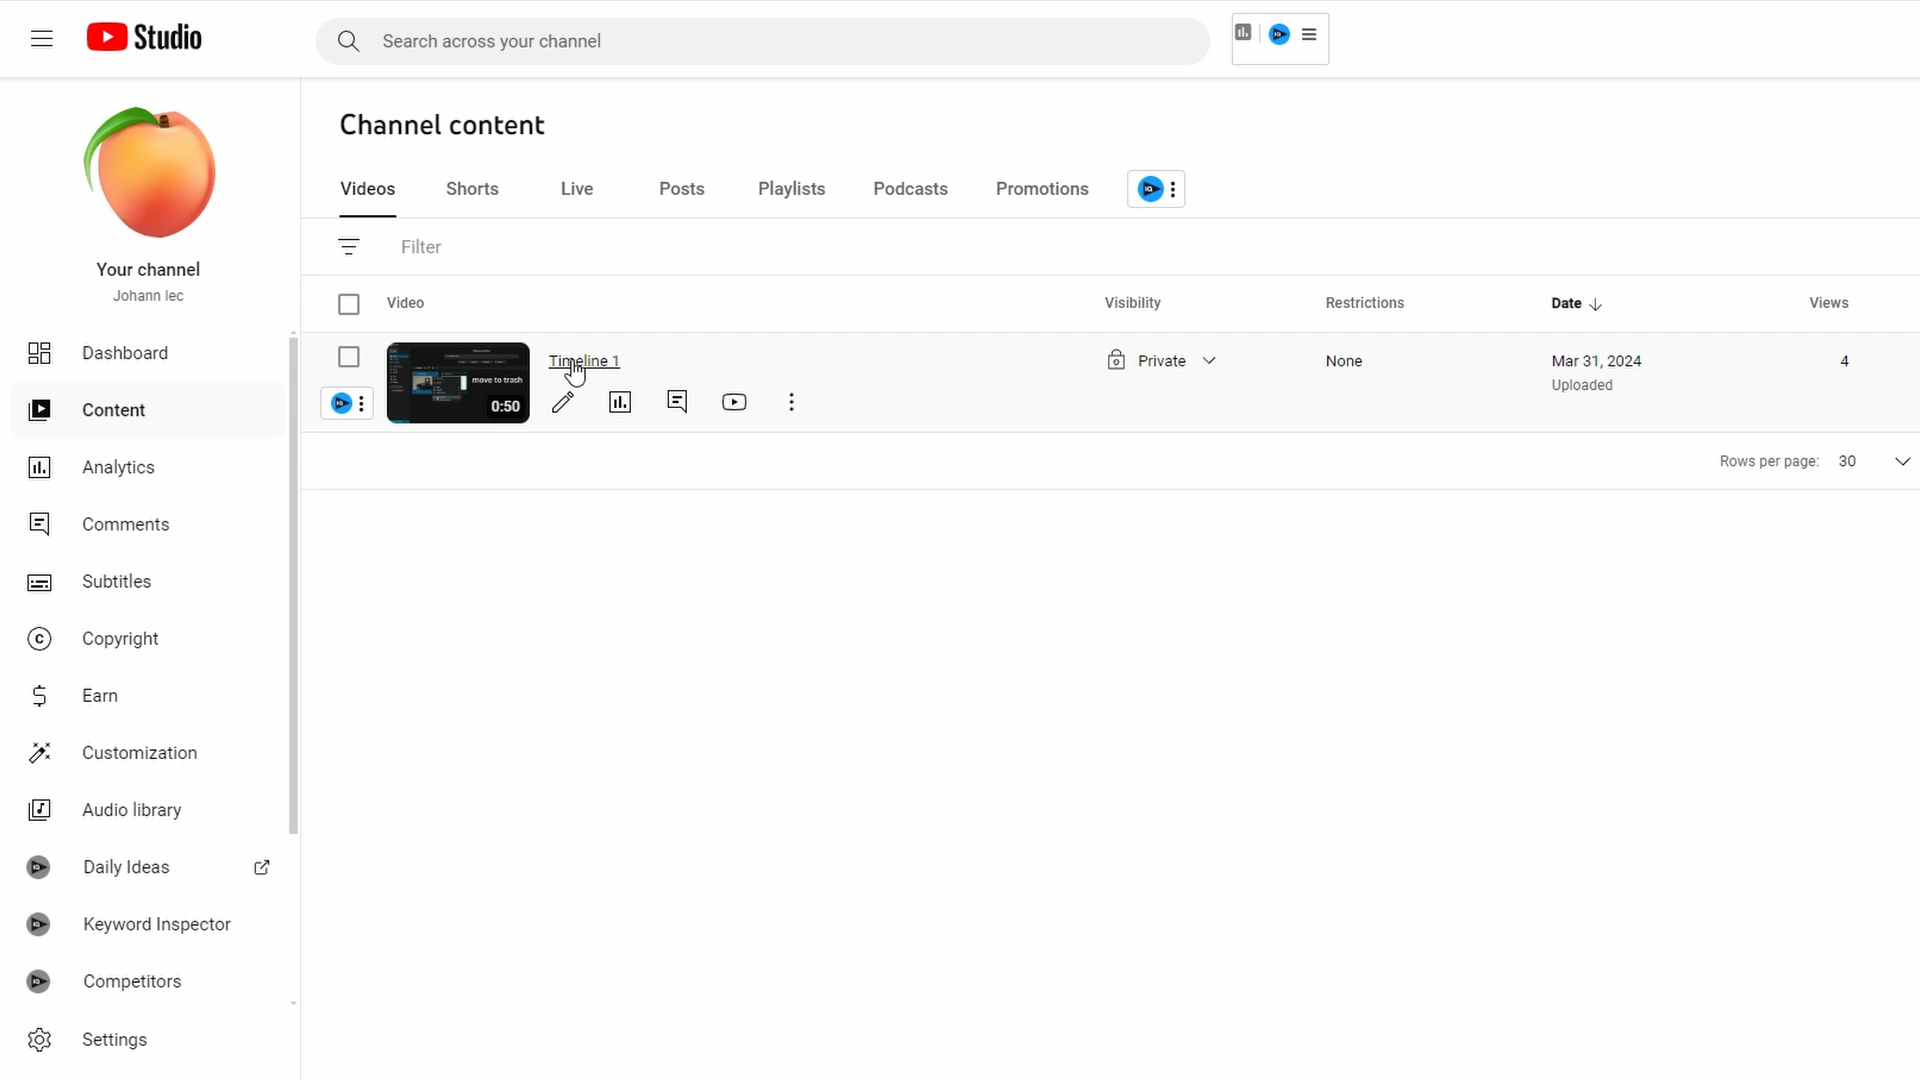 Studio
Search across your channel
Your channel
Johann lec
Dashboard
Content
Analytics
Comments
Subtitles
Copyright
Earn
Customization
Audio library
Daily Ideas
Keyword Inspector
Competitors
Settings
Channel content
Videos Shorts Live Posts Playlists Podcasts Promotions
Filter
Video Visibility Restrictions Date Views
Timeline 1 Private None Mar 31, 2024 4
Uploaded
move to trash
0:50
Rows per page: 30